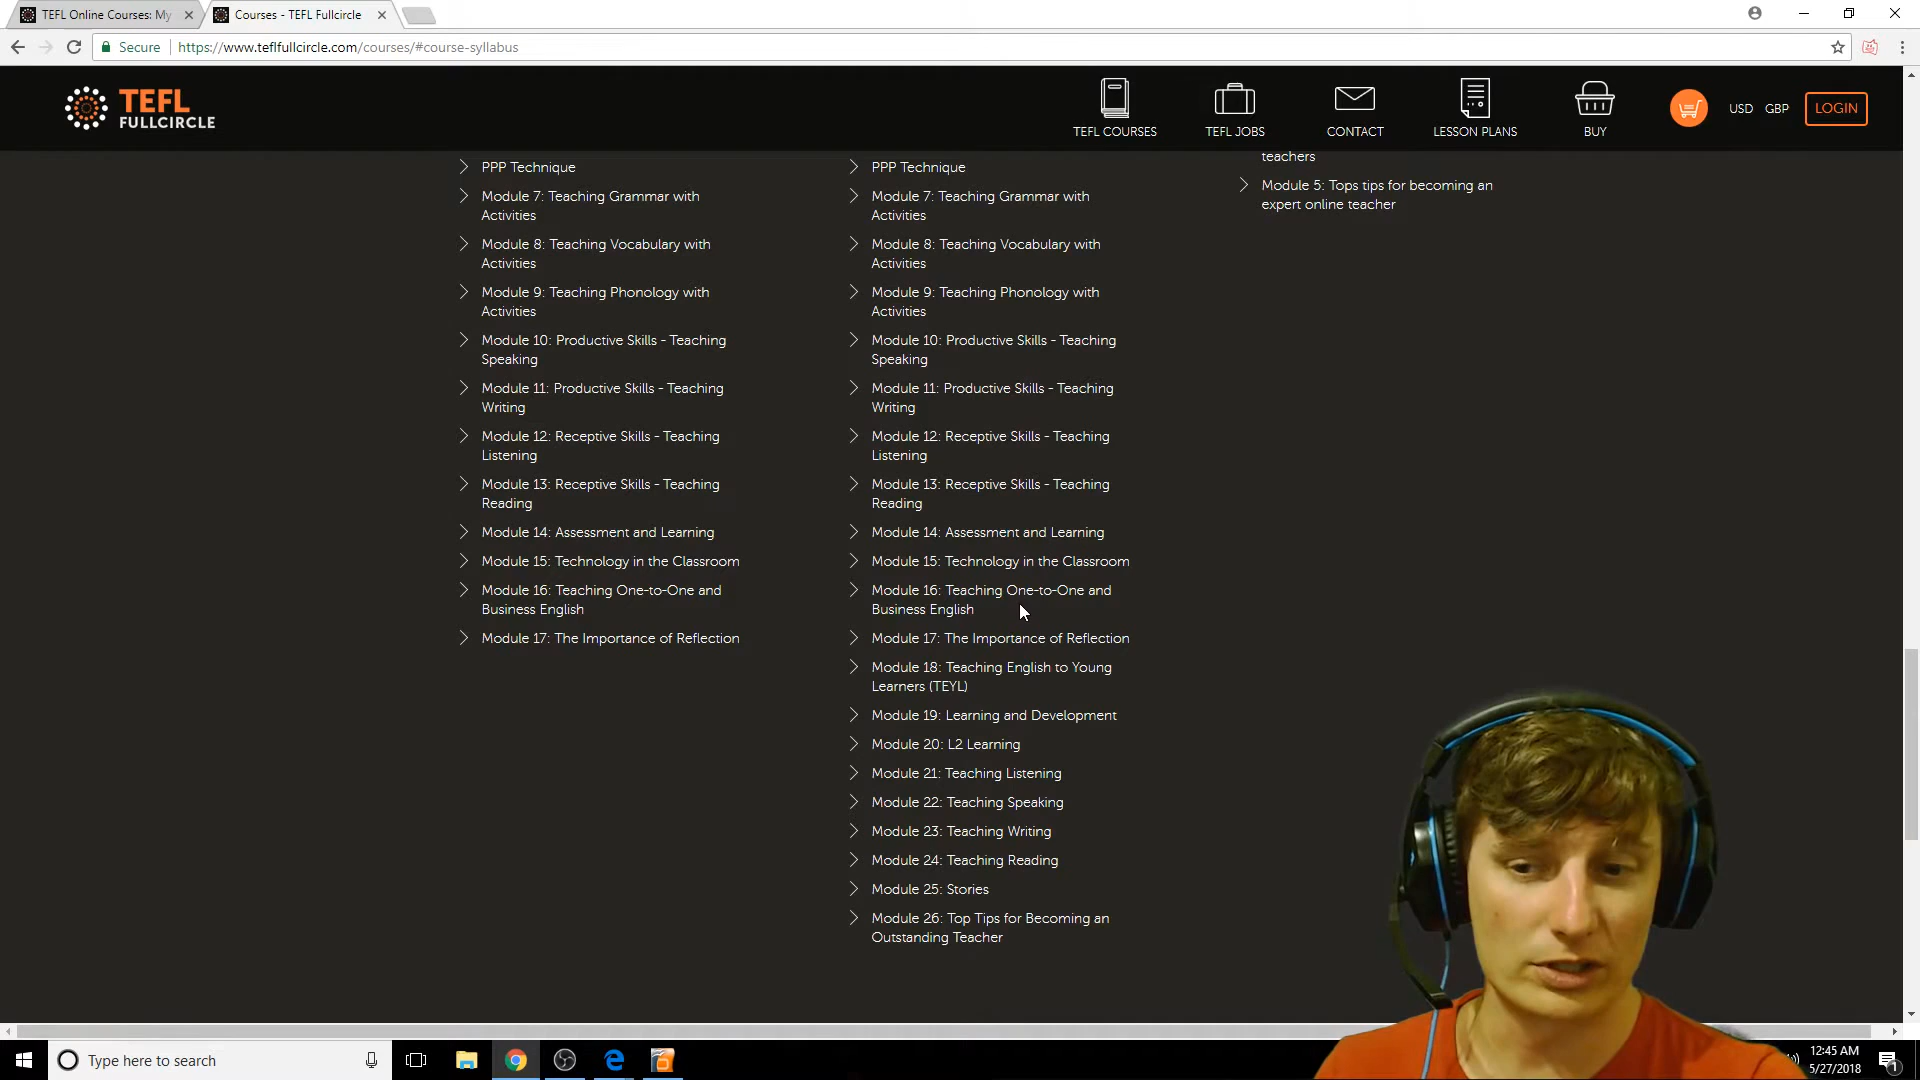 TEFL Online Courses: My
Courses - TEFL Fullcircle
Secure
https://www.teflfullcircle.com/courses/#course-syllabus
TEFL
FULLCIRCLE
TEFL COURSES
TEFL JOBS
CONTACT
LESSON PLANS
BUY
USD
GBP
LOGIN
PPP Technique
Module 7: Teaching Grammar with
Activities
Module 8: Teaching Vocabulary with
Activities
Module 9: Teaching Phonology with
Activities
Module 10: Productive Skills - Teaching
Speaking
Module 11: Productive Skills - Teaching
Writing
Module 12: Receptive Skills - Teaching
Listening
Module 13: Receptive Skills - Teaching
Reading
Module 14: Assessment and Learning
Module 15: Technology in the Classroom
Module 16: Teaching One-to-One and
Business English
Module 17: The Importance of Reflection
PPP Technique
Module 7: Teaching Grammar with
Activities
Module 8: Teaching Vocabulary with
Activities
Module 9: Teaching Phonology with
Activities
Module 10: Productive Skills - Teaching
Speaking
Module 11: Productive Skills - Teaching
Writing
Module 12: Receptive Skills - Teaching
Listening
Module 13: Receptive Skills - Teaching
Reading
Module 14: Assessment and Learning
Module 15: Technology in the Classroom
Module 16: Teaching One-to-One and
Business English
Module 17: The Importance of Reflection
Module 18: Teaching English to Young
Learners (TEYL)
Module 19: Learning and Development
Module 20: L2 Learning
Module 21: Teaching Listening
Module 22: Teaching Speaking
Module 23: Teaching Writing
Module 24: Teaching Reading
Module 25: Stories
Module 26: Top Tips for Becoming an
Outstanding Teacher
teachers
Module 5: Tops tips for becoming an
expert online teacher
Type here to search
12:45 AM
5/27/2018
1